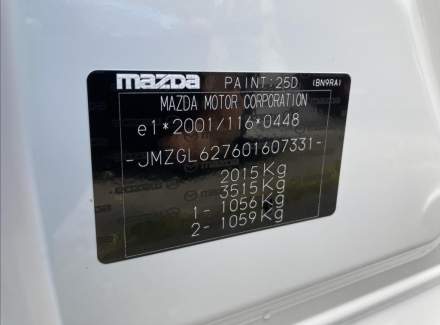 mazda PAINT:25D (BN9RA)
MAZDA MOTOR CORPORATION
e1*2001/116*0448
-JMZGL627601607331-
2015Kg
3515Kg
1- 1056Kg
2- 1059Kg